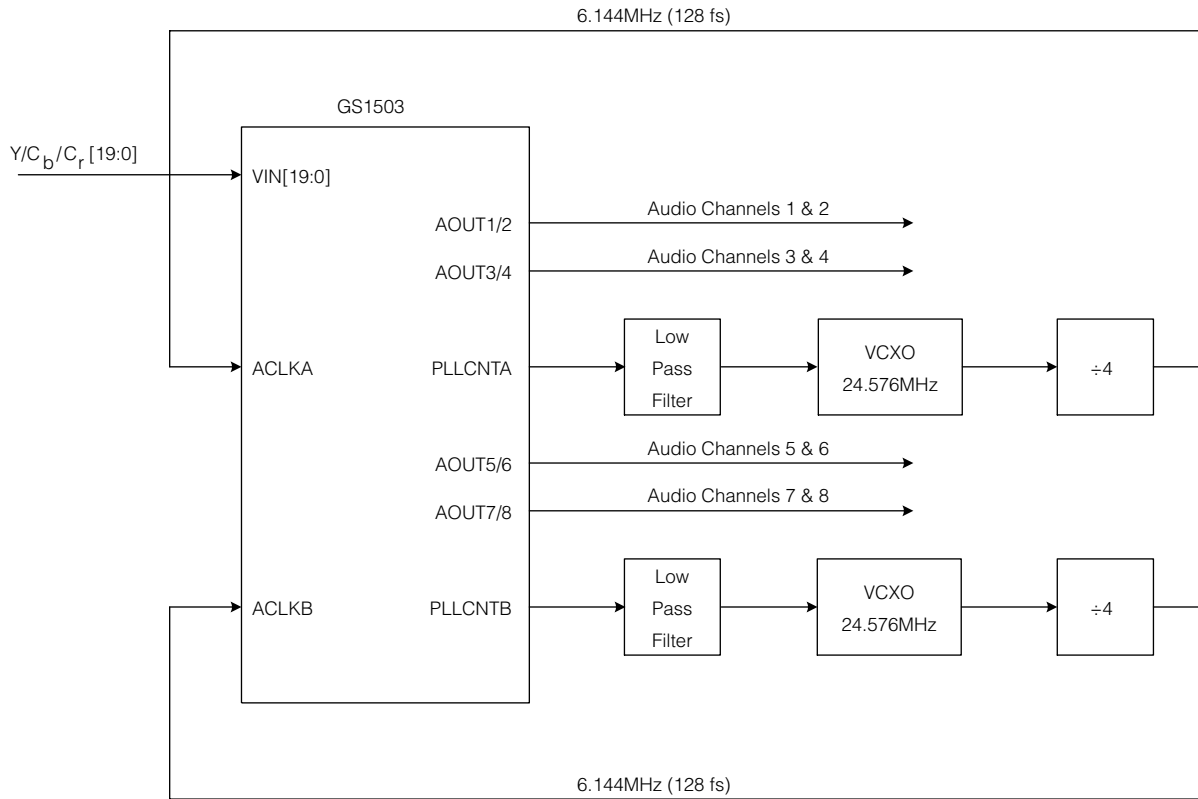 6.144MHz (128 fs)
GS1503
Y/Cb/Cr [19:0]
VIN[19:0]
AOUT1/2
Audio Channels 1 & 2
AOUT3/4
Audio Channels 3 & 4
ACLKA
PLLCNTA
Low
Pass
Filter
VCXO
24.576MHz
÷4
AOUT5/6
Audio Channels 5 & 6
AOUT7/8
Audio Channels 7 & 8
ACLKB
PLLCNTB
Low
Pass
Filter
VCXO
24.576MHz
÷4
6.144MHz (128 fs)